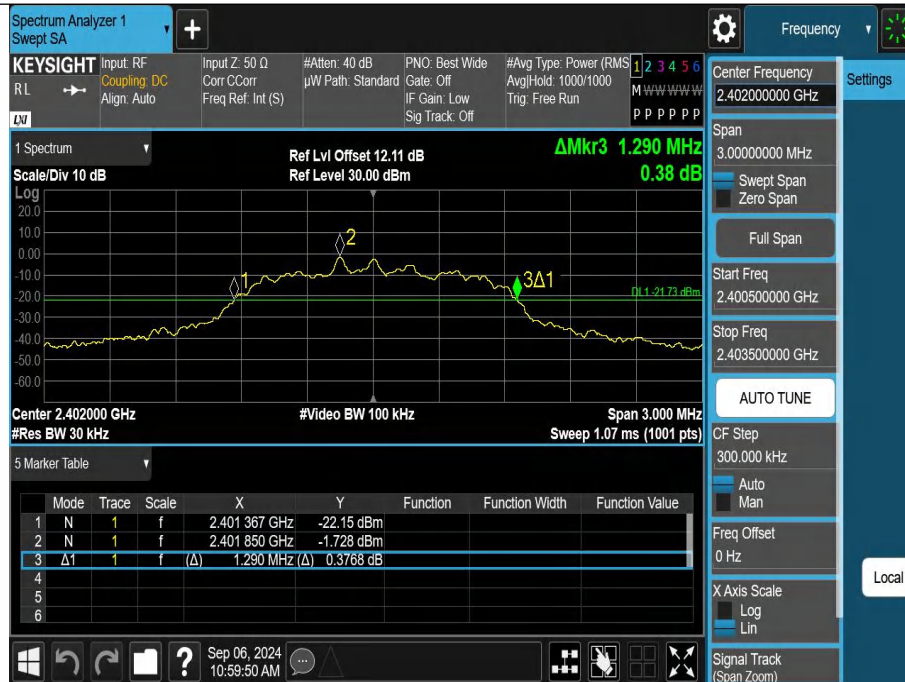 Spectrum Analyzer 1
Swept SA
+
Frequency
KEYSIGHT
RL
LXI
Input: RF
Coupling: DC
Align: Auto
Input Z: 50 Ω
Corr CCorr
Freq Ref: Int (S)
#Atten: 40 dB
µW Path: Standard
PNO: Best Wide
Gate: Off
IF Gain: Low
Sig Track: Off
#Avg Type: Power (RMS
Avg|Hold: 1000/1000
Trig: Free Run
1 2 3 4 5 6
M W W W W W
P P P P P P
1 Spectrum
Scale/Div 10 dB
Ref Lvl Offset 12.11 dB
Ref Level 30.00 dBm
ΔMkr3 1.290 MHz
0.38 dB
Log
20.0
10.0
0.00
-10.0
-20.0
-30.0
-40.0
-50.0
-60.0
1
2
3Δ1
DL1 -21.73 dBm
Center 2.402000 GHz
#Video BW 100 kHz
Span 3.000 MHz
#Res BW 30 kHz
Sweep 1.07 ms (1001 pts)
5 Marker Table
Mode Trace Scale X Y Function Function Width Function Value
1 N 1 f 2.401 367 GHz -22.15 dBm
2 N 1 f 2.401 850 GHz -1.728 dBm
3 Δ1 1 f (Δ) 1.290 MHz (Δ) 0.3768 dB
4
5
6
?
Sep 06, 2024
10:59:50 AM
Center Frequency
2.402000000 GHz
Settings
Span
3.00000000 MHz
Swept Span
Zero Span
Full Span
Start Freq
2.400500000 GHz
Stop Freq
2.403500000 GHz
AUTO TUNE
CF Step
300.000 kHz
Auto
Man
Freq Offset
0 Hz
Local
X Axis Scale
Log
Lin
Signal Track
(Span Zoom)